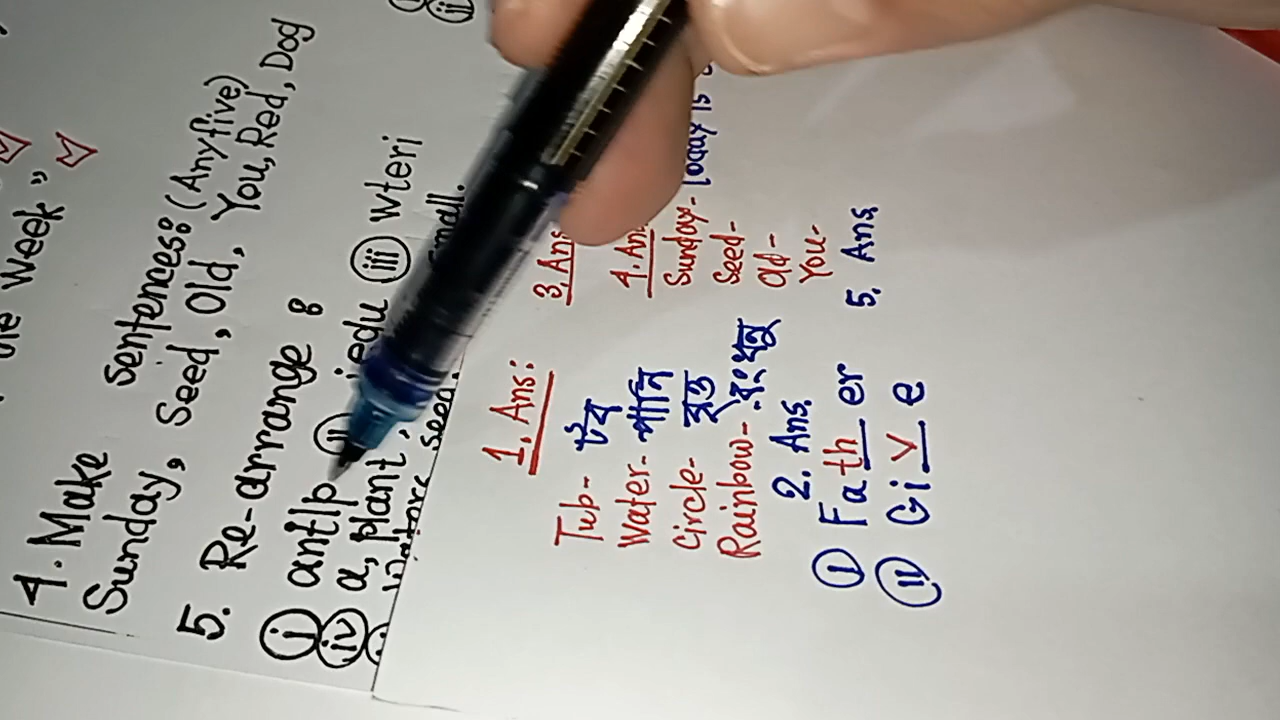 the Week"
4. Make sentences: (Any five)
Sunday, Seed, Old, You, Red, Dog
5. Re-arrange :
(i) antlp (ii) iedu (iii) wteri
(iv) a, plant, small.
seed,
1. Ans:
Tub- টব
Water- পানি
Circle- বৃত্ত
Rainbow- রংধনু
2. Ans.
(i) Father
(ii) Give
3. Ans
4. Ans
Sunday- Today is
Seed-
Old-
You-
5. Ans